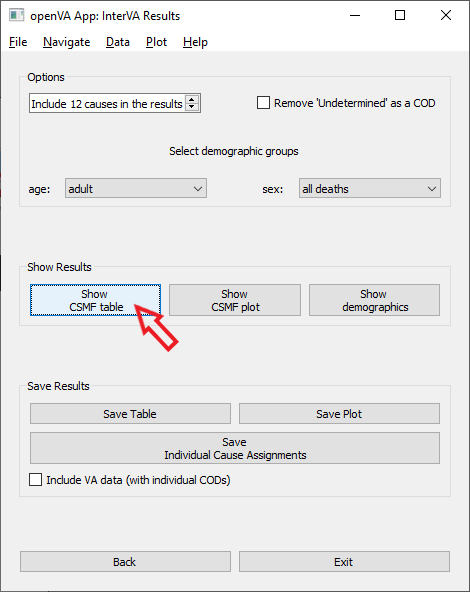 openVA App: InterVA Results
File Navigate Data Plot Help
Options
Include 12 causes in the results
Remove 'Undetermined' as a COD
Select demographic groups
age: adult sex: all deaths
Show Results
Show
CSMF table
Show
CSMF plot
Show
demographics
Save Results
Save Table Save Plot
Save
Individual Cause Assignments
Include VA data (with individual CODs)
Back Exit